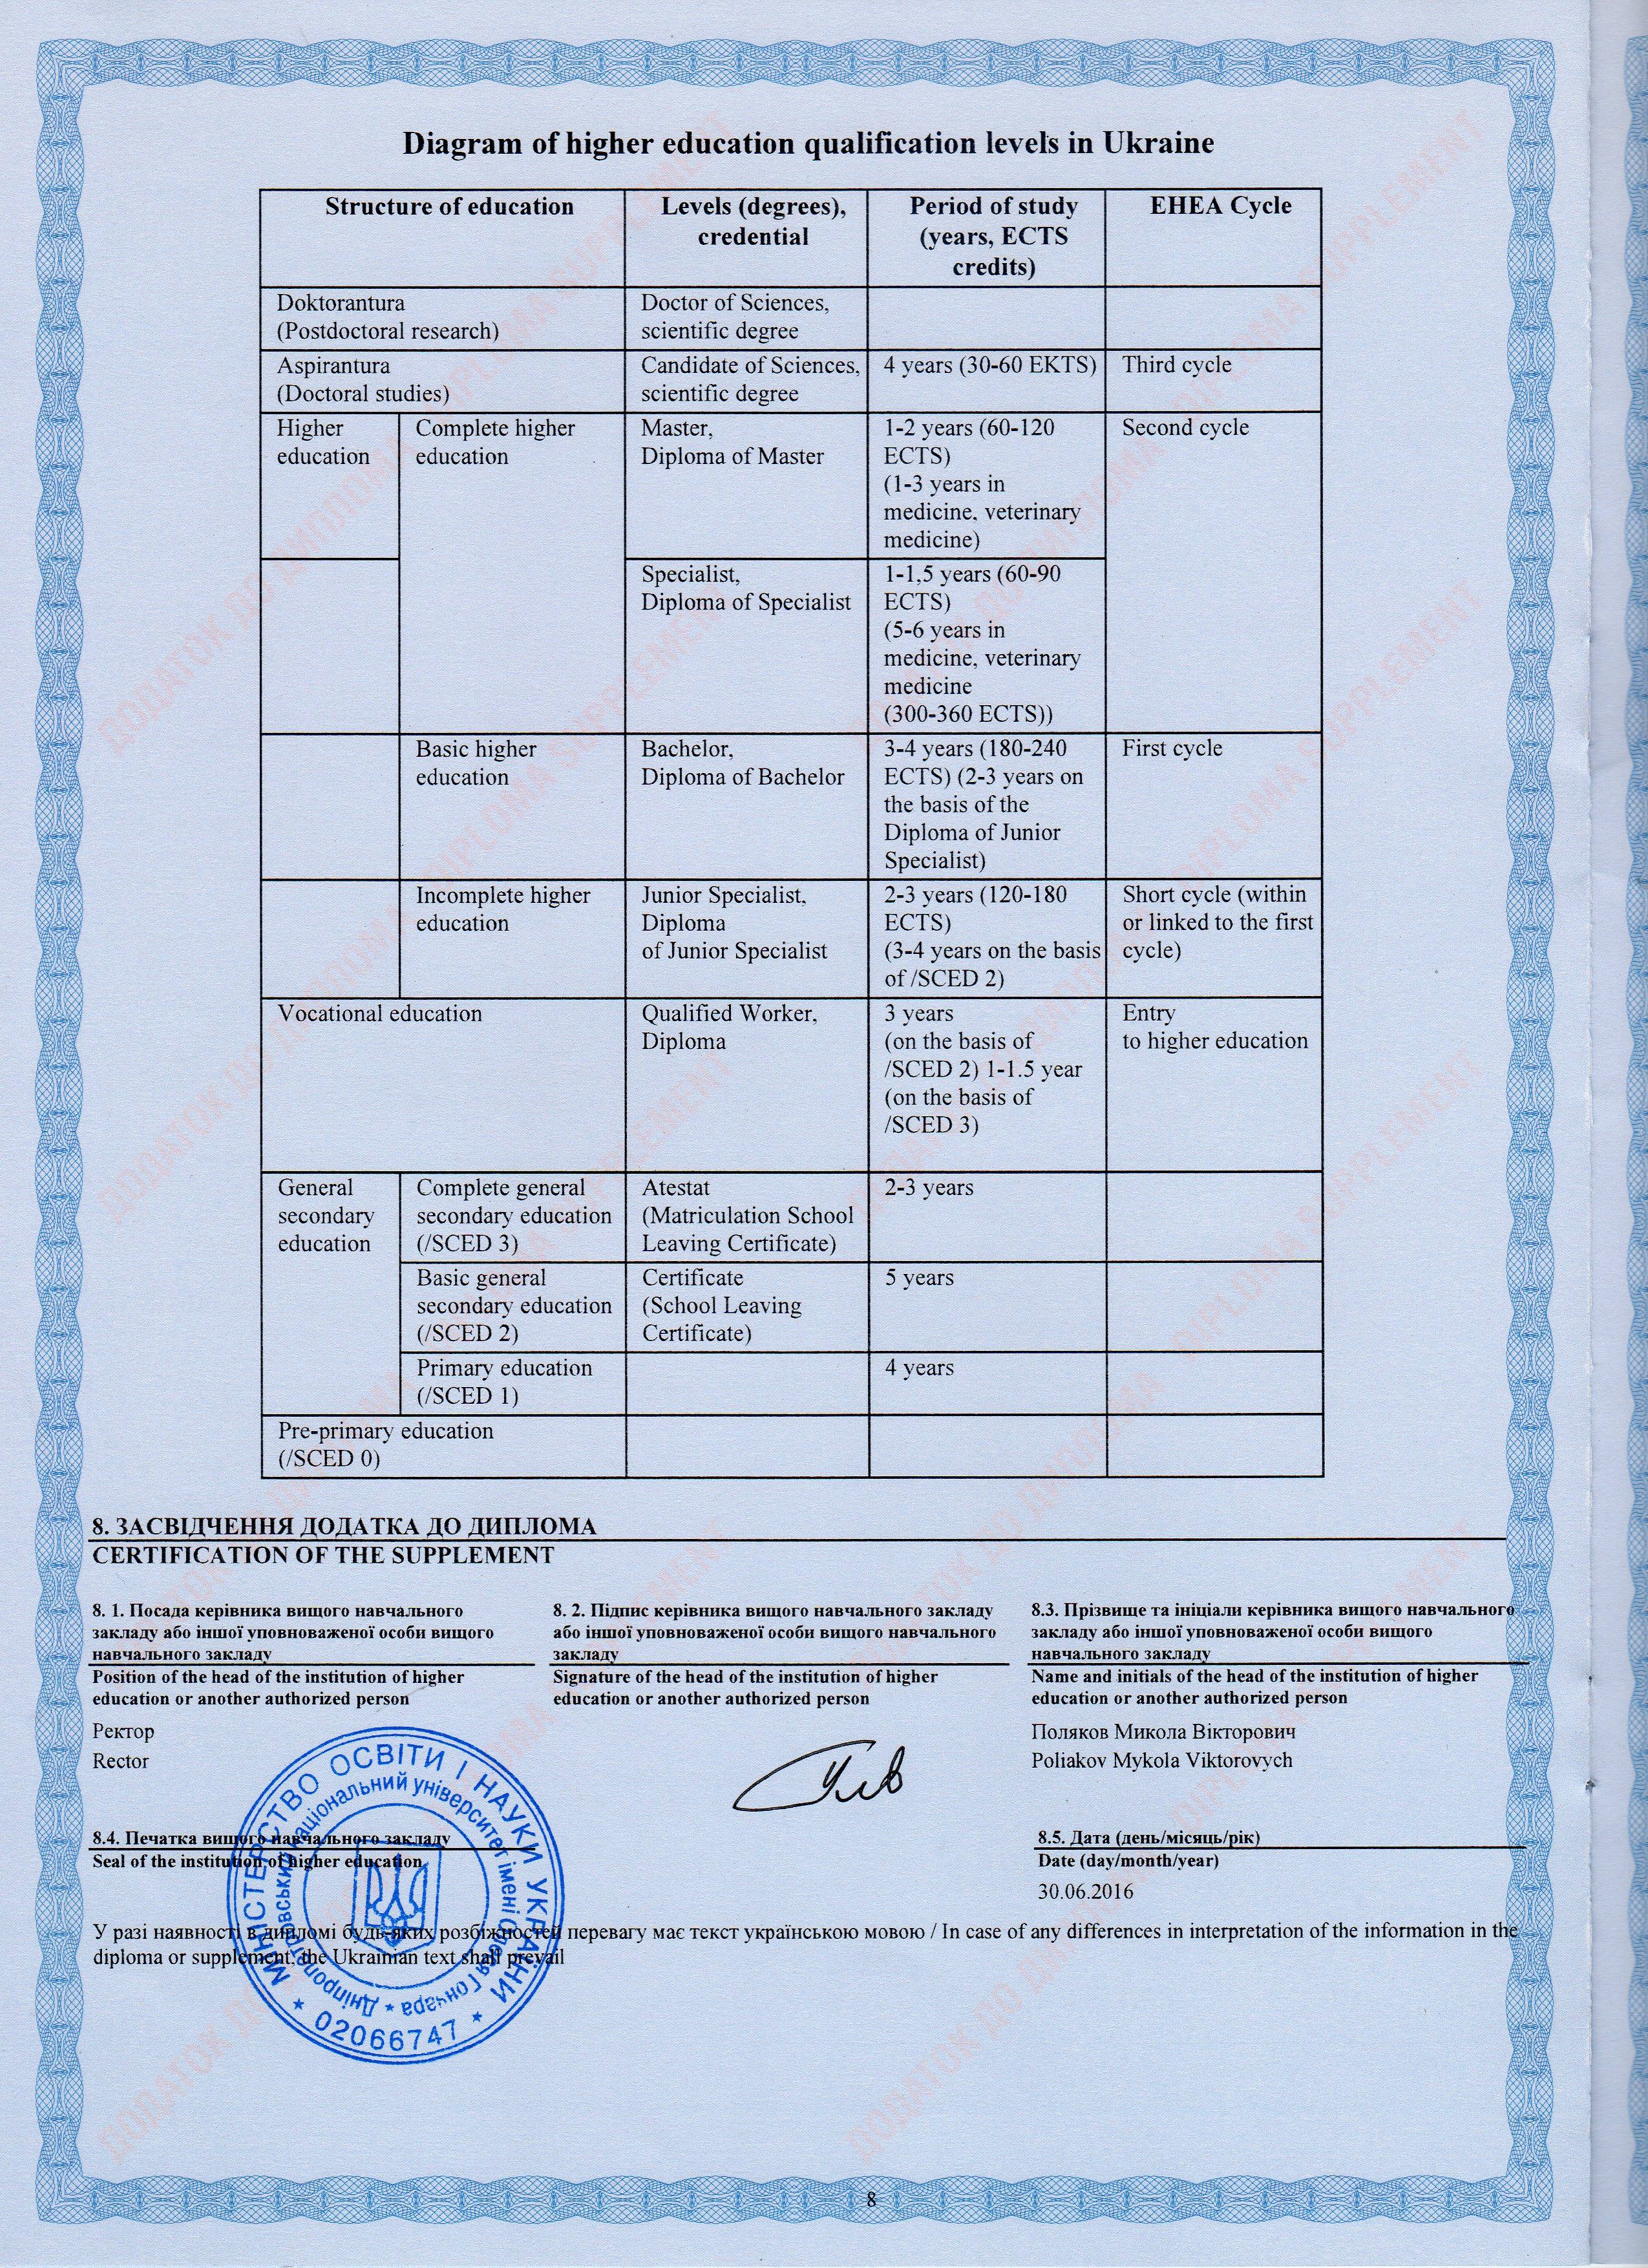 Diagram of higher education qualification levels in Ukraine
Structure of education
Levels (degrees),
credential
Period of study
(years, ECTS
credits)
EHEA Cycle
Doktorantura
(Postdoctoral research)
Doctor of Sciences,
scientific degree
Aspirantura
(Doctoral studies)
Candidate of Sciences,
scientific degree
4 years (30-60 EKTS)
Third cycle
Higher
education
Complete higher
education
Master,
Diploma of Master
1-2 years (60-120
ECTS)
(1-3 years in
medicine, veterinary
medicine)
Second cycle
Specialist,
Diploma of Specialist
1-1,5 years (60-90
ECTS)
(5-6 years in
medicine, veterinary
medicine
(300-360 ECTS))
Basic higher
education
Bachelor,
Diploma of Bachelor
3-4 years (180-240
ECTS) (2-3 years on
the basis of the
Diploma of Junior
Specialist)
First cycle
Incomplete higher
education
Junior Specialist,
Diploma
of Junior Specialist
2-3 years (120-180
ECTS)
(3-4 years on the basis
of /SCED 2)
Short cycle (within
or linked to the first
cycle)
Vocational education
Qualified Worker,
Diploma
3 years
(on the basis of
/SCED 2) 1-1.5 year
(on the basis of
/SCED 3)
Entry
to higher education
General
secondary
education
Complete general
secondary education
(/SCED 3)
Atestat
(Matriculation School
Leaving Certificate)
2-3 years
Basic general
secondary education
(/SCED 2)
Certificate
(School Leaving
Certificate)
5 years
Primary education
(/SCED 1)
4 years
Pre-primary education
(/SCED 0)
8. ЗАСВІДЧЕННЯ ДОДАТКА ДО ДИПЛОМА
CERTIFICATION OF THE SUPPLEMENT
8. 1. Посада керівника вищого навчального
закладу або іншої уповноваженої особи вищого
навчального закладу
Position of the head of the institution of higher
education or another authorized person
Ректор
Rector
8. 2. Підпис керівника вищого навчального закладу
або іншої уповноваженої особи вищого навчального
закладу
Signature of the head of the institution of higher
education or another authorized person
8.3. Прізвище та ініціали керівника вищого навчального
закладу або іншої уповноваженої особи вищого
навчального закладу
Name and initials of the head of the institution of higher
education or another authorized person
Поляков Микола Вікторович
Poliakov Mykola Viktorovych
8.4. Печатка вищого навчального закладу
Seal of the institution of higher education
8.5. Дата (день/місяць/рік)
Date (day/month/year)
30.06.2016
У разі наявності в дипломі будь-яких розбіжностей перевагу має текст українською мовою / In case of any differences in interpretation of the information in the
diploma or supplement, the Ukrainian text shall prevail
МІНІСТЕРСТВО ОСВІТИ І НАУКИ УКРАЇНИ
Дніпропетровський національний університет імені Олеся Гончара
02066747
ДОДАТОК ДО ДИПЛОМА DIPLOMA SUPPLEMENT
8